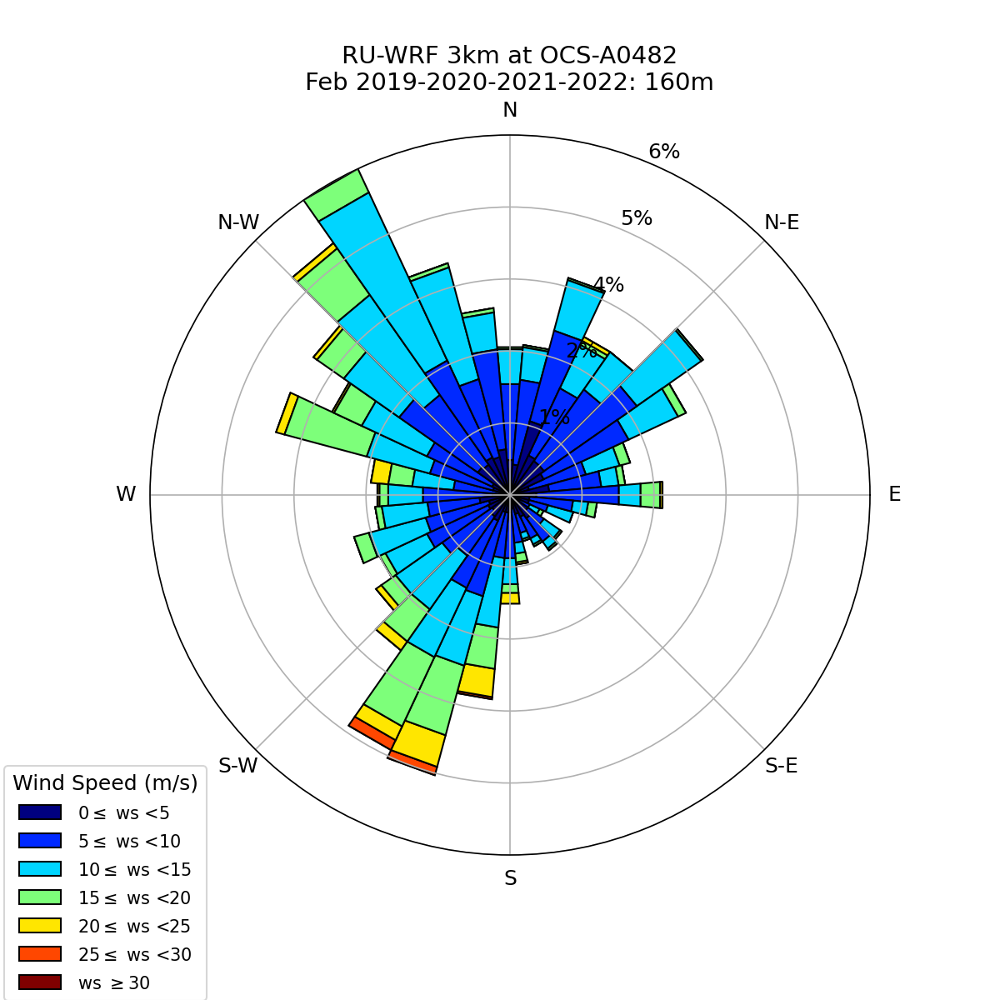 RU-WRF 3km at OCS-A0482
Feb 2019-2020-2021-2022: 160m
N
6%
N-W
N-E
5%
4%
2%
1%
W
E
S-W
S-E
S
Wind Speed (m/s)
0 ≤ ws <5
5 ≤ ws <10
10 ≤ ws <15
15 ≤ ws <20
20 ≤ ws <25
25 ≤ ws <30
ws ≥ 30